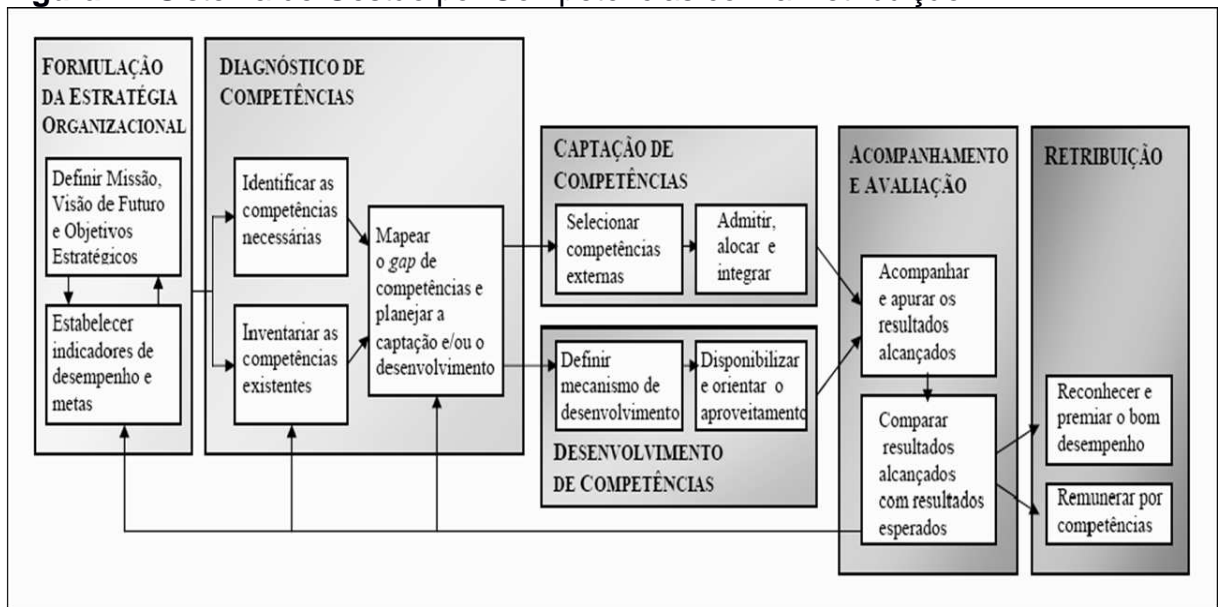 FORMULAÇÃO
DA ESTRATÉGIA
ORGANIZACIONAL
Definir Missão,
Visão de Futuro
e Objetivos
Estratégicos
Estabelecer
indicadores de
desempenho e
metas
DIAGNÓSTICO DE
COMPETÊNCIAS
Identificar as
competências
necessárias
Inventariar as
competências
existentes
Mapear
o gap de
competências e
planejar a
captação e/ou o
desenvolvimento
CAPTAÇÃO DE
COMPETÊNCIAS
Selecionar
competências
externas
Admitir,
alocar e
integrar
Definir
mecanismo de
desenvolvimento
Disponibilizar
e orientar o
aproveitamento
DESENVOLVIMENTO
DE COMPETÊNCIAS
ACOMPANHAMENTO
E AVALIAÇÃO
Acompanhar
e apurar os
resultados
alcançados
Comparar
resultados
alcançados
com resultados
esperados
RETRIBUIÇÃO
Reconhecer e
premiar o bom
desempenho
Remunerar por
competências